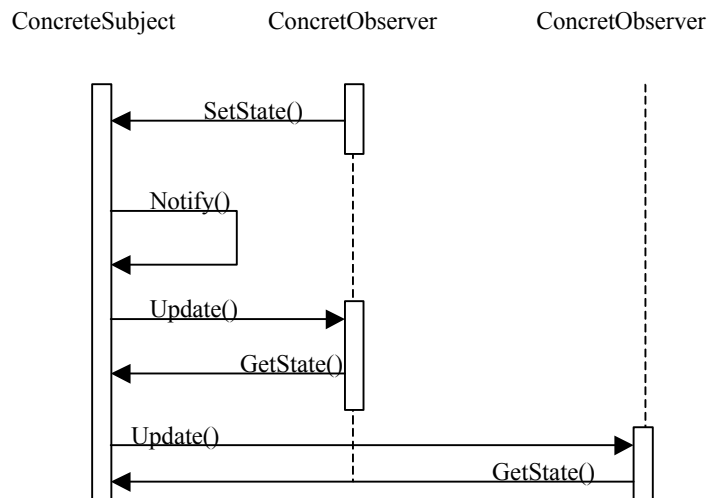 ConcreteSubject ConcretObserver ConcretObserver
SetState()
Notify()
Update()
GetState()
Update()
GetState()